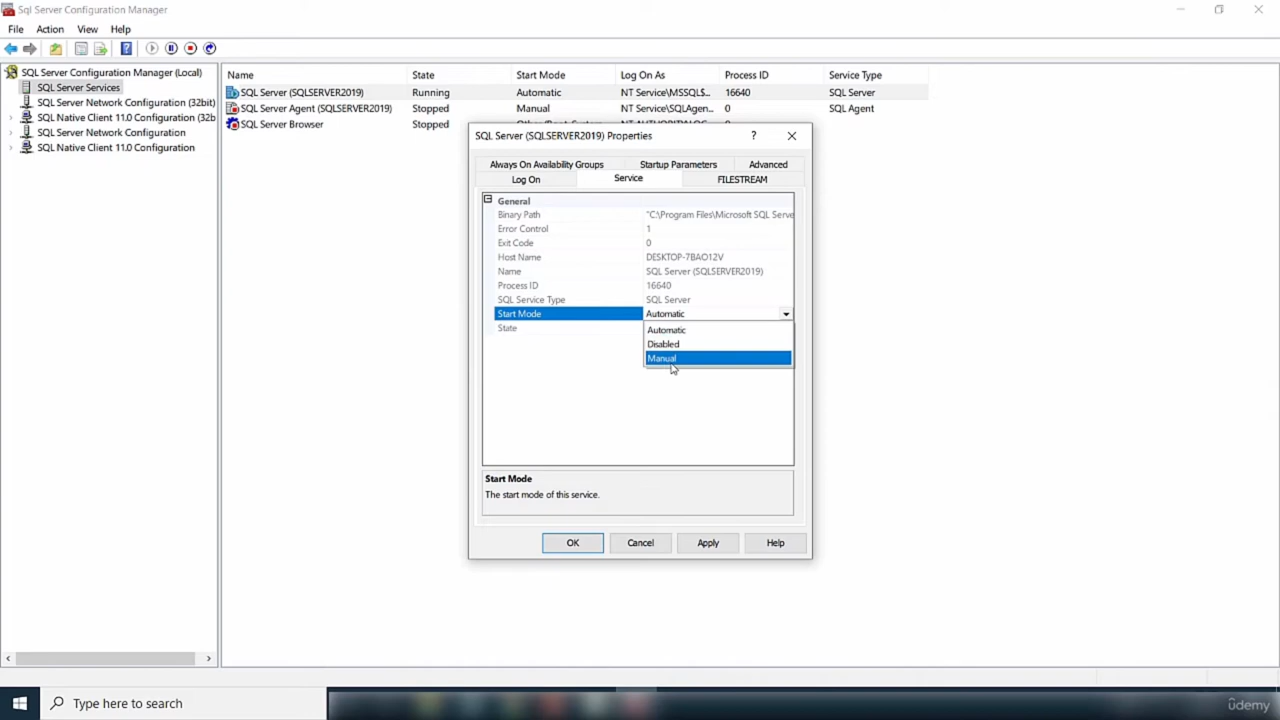 Sql Server Configuration Manager
File Action View Help
SQL Server Configuration Manager (Local)
SQL Server Services
SQL Server Network Configuration (32bit)
SQL Native Client 11.0 Configuration (32b
SQL Server Network Configuration
SQL Native Client 11.0 Configuration
Name State Start Mode Log On As Process ID Service Type
SQL Server (SQLSERVER2019) Running Automatic NT Service\MSSQL$... 16640 SQL Server
SQL Server Agent (SQLSERVER2019) Stopped Manual NT Service\SQLAgen... 0 SQL Agent
SQL Server Browser Stopped
SQL Server (SQLSERVER2019) Properties
Always On Availability Groups Startup Parameters Advanced
Log On Service FILESTREAM
General
Binary Path "C:\Program Files\Microsoft SQL Serve
Error Control 1
Exit Code 0
Host Name DESKTOP-7BAO12V
Name SQL Server (SQLSERVER2019)
Process ID 16640
SQL Service Type SQL Server
Start Mode Automatic
State
Automatic
Disabled
Manual
Start Mode
The start mode of this service.
OK Cancel Apply Help
Type here to search
ûdemy